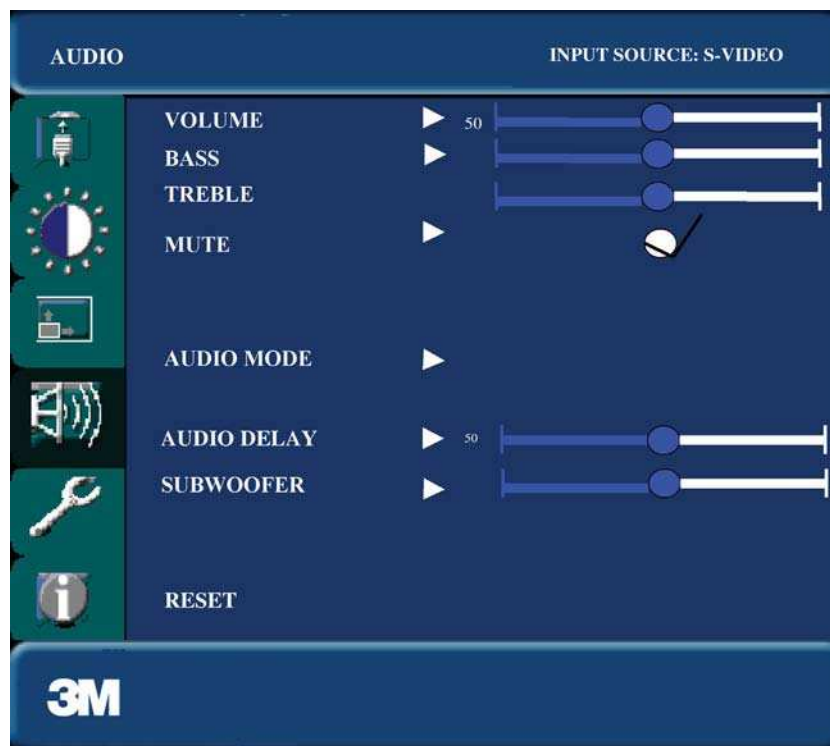 AUDIO INPUT SOURCE: S-VIDEO
VOLUME 50
BASS
TREBLE
MUTE
AUDIO MODE
AUDIO DELAY 50
SUBWOOFER
RESET
3M